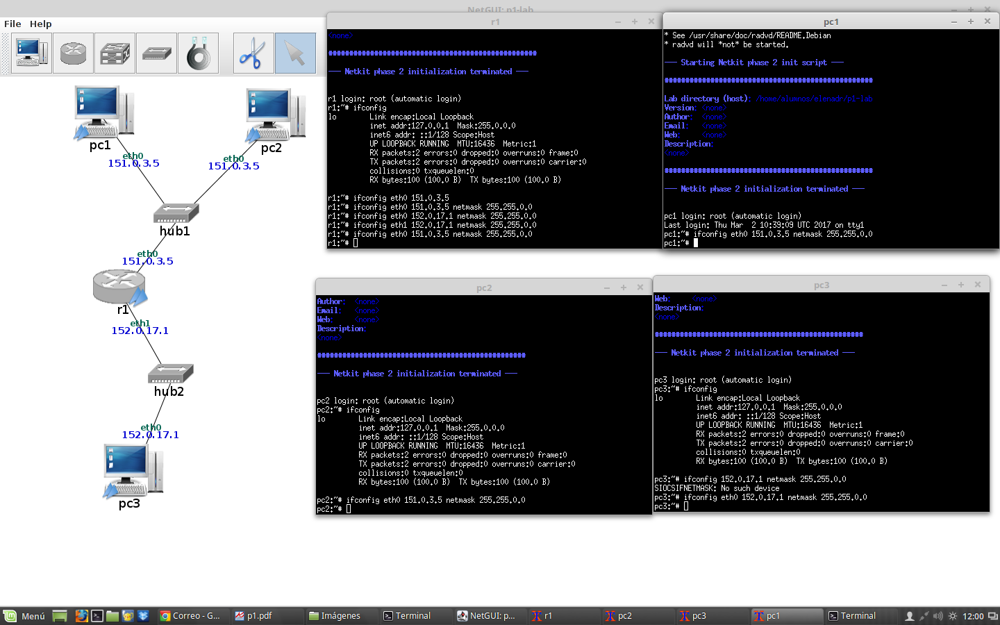 NetGUI: p1-lab
File Help
pc1
pc2
eth0
151.0.3.5
eth0
151.0.3.5
hub1
eth0
151.0.3.5
r1
eth1
152.0.17.1
hub2
eth0
152.0.17.1
pc3
r1
<none>
##################################################
--- Netkit phase 2 initialization terminated ---
r1 login: root (automatic login)
r1:~# ifconfig
lo Link encap:Local Loopback
inet addr:127.0.0.1 Mask:255.0.0.0
inet6 addr: ::1/128 Scope:Host
UP LOOPBACK RUNNING MTU:16436 Metric:1
RX packets:2 errors:0 dropped:0 overruns:0 frame:0
TX packets:2 errors:0 dropped:0 overruns:0 carrier:0
collisions:0 txqueuelen:0
RX bytes:100 (100.0 B) TX bytes:100 (100.0 B)
r1:~# ifconfig eth0 151.0.3.5
r1:~# ifconfig eth0 151.0.3.5 netmask 255.255.0.0
r1:~# ifconfig eth0 152.0.17.1 netmask 255.255.0.0
r1:~# ifconfig eth1 152.0.17.1 netmask 255.255.0.0
r1:~# ifconfig eth0 151.0.3.5 netmask 255.255.0.0
r1:~#
pc1
* See /usr/share/doc/radvd/README.Debian
* radvd will *not* be started.
--- Starting Netkit phase 2 init script ---
##################################################
Lab directory (host): /home/alumnos/elenadr/p1-lab
Version: <none>
Author: <none>
Email: <none>
Web: <none>
Description:
<none>
##################################################
--- Netkit phase 2 initialization terminated ---
pc1 login: root (automatic login)
Last login: Thu Mar  2 10:39:09 UTC 2017 on tty1
pc1:~# ifconfig eth0 151.0.3.5 netmask 255.255.0.0
pc1:~#
pc2
Author: <none>
Email: <none>
Web: <none>
Description:
<none>
##################################################
--- Netkit phase 2 initialization terminated ---
pc2 login: root (automatic login)
pc2:~# ifconfig
lo Link encap:Local Loopback
inet addr:127.0.0.1 Mask:255.0.0.0
inet6 addr: ::1/128 Scope:Host
UP LOOPBACK RUNNING MTU:16436 Metric:1
RX packets:2 errors:0 dropped:0 overruns:0 frame:0
TX packets:2 errors:0 dropped:0 overruns:0 carrier:0
collisions:0 txqueuelen:0
RX bytes:100 (100.0 B) TX bytes:100 (100.0 B)
pc2:~# ifconfig eth0 151.0.3.5 netmask 255.255.0.0
pc2:~#
pc3
Web: <none>
Description:
<none>
##################################################
--- Netkit phase 2 initialization terminated ---
pc3 login: root (automatic login)
pc3:~# ifconfig
lo Link encap:Local Loopback
inet addr:127.0.0.1 Mask:255.0.0.0
inet6 addr: ::1/128 Scope:Host
UP LOOPBACK RUNNING MTU:16436 Metric:1
RX packets:2 errors:0 dropped:0 overruns:0 frame:0
TX packets:2 errors:0 dropped:0 overruns:0 carrier:0
collisions:0 txqueuelen:0
RX bytes:100 (100.0 B) TX bytes:100 (100.0 B)
pc3:~# ifconfig 152.0.17.1 netmask 255.255.0.0
SIOCSIFNETMASK: No such device
pc3:~# ifconfig eth0 152.0.17.1 netmask 255.255.0.0
pc3:~#
Menú Correo - G... p1.pdf Imágenes Terminal NetGUI: p... r1 pc2 pc3 pc1 Terminal 12:00